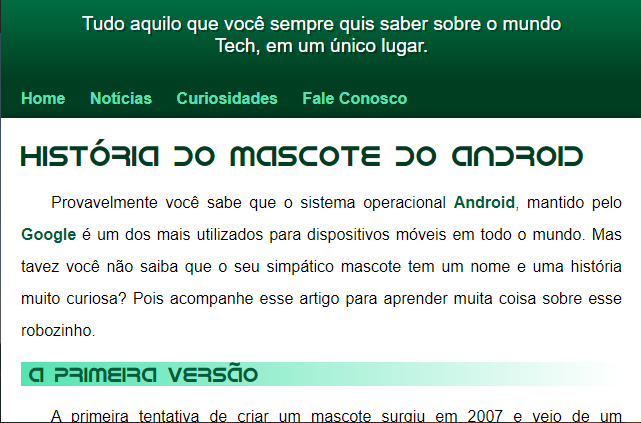 Tudo aquilo que você sempre quis saber sobre o mundo
Tech, em um único lugar.
Home Notícias Curiosidades Fale Conosco
HISTÓRIA DO MASCOTE DO ANDROID
Provavelmente você sabe que o sistema operacional Android, mantido pelo
Google é um dos mais utilizados para dispositivos móveis em todo o mundo. Mas
tavez você não saiba que o seu simpático mascote tem um nome e uma história
muito curiosa? Pois acompanhe esse artigo para aprender muita coisa sobre esse
robozinho.
A PRIMEIRA VERSÃO
A primeira tentativa de criar um mascote surgiu em 2007 e veio de um